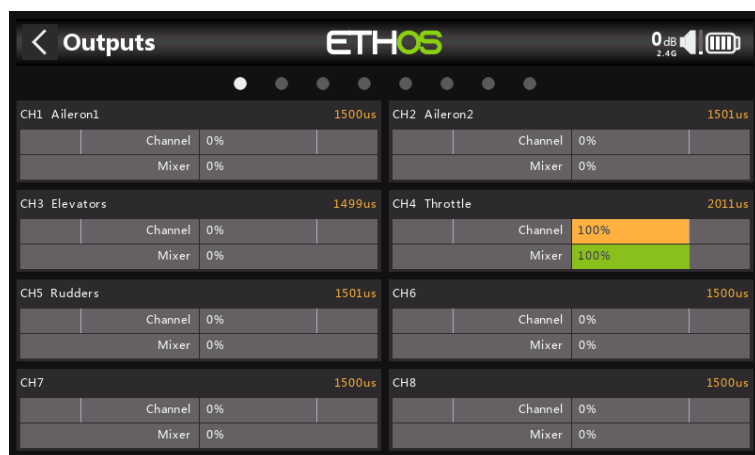 Outputs
ETHOS
0 dB
2.4G
CH1 Aileron1 1500us
Channel 0%
Mixer 0%
CH2 Aileron2 1501us
Channel 0%
Mixer 0%
CH3 Elevators 1499us
Channel 0%
Mixer 0%
CH4 Throttle 2011us
Channel 100%
Mixer 100%
CH5 Rudders 1501us
Channel 0%
Mixer 0%
CH6 1500us
Channel 0%
Mixer 0%
CH7 1500us
Channel 0%
Mixer 0%
CH8 1500us
Channel 0%
Mixer 0%